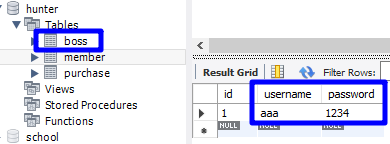 hunter
Tables
boss
member
purchase
Views
Stored Procedures
Functions
school
Result Grid Filter Rows:
id username password
1 aaa 1234
NULL NULL NULL